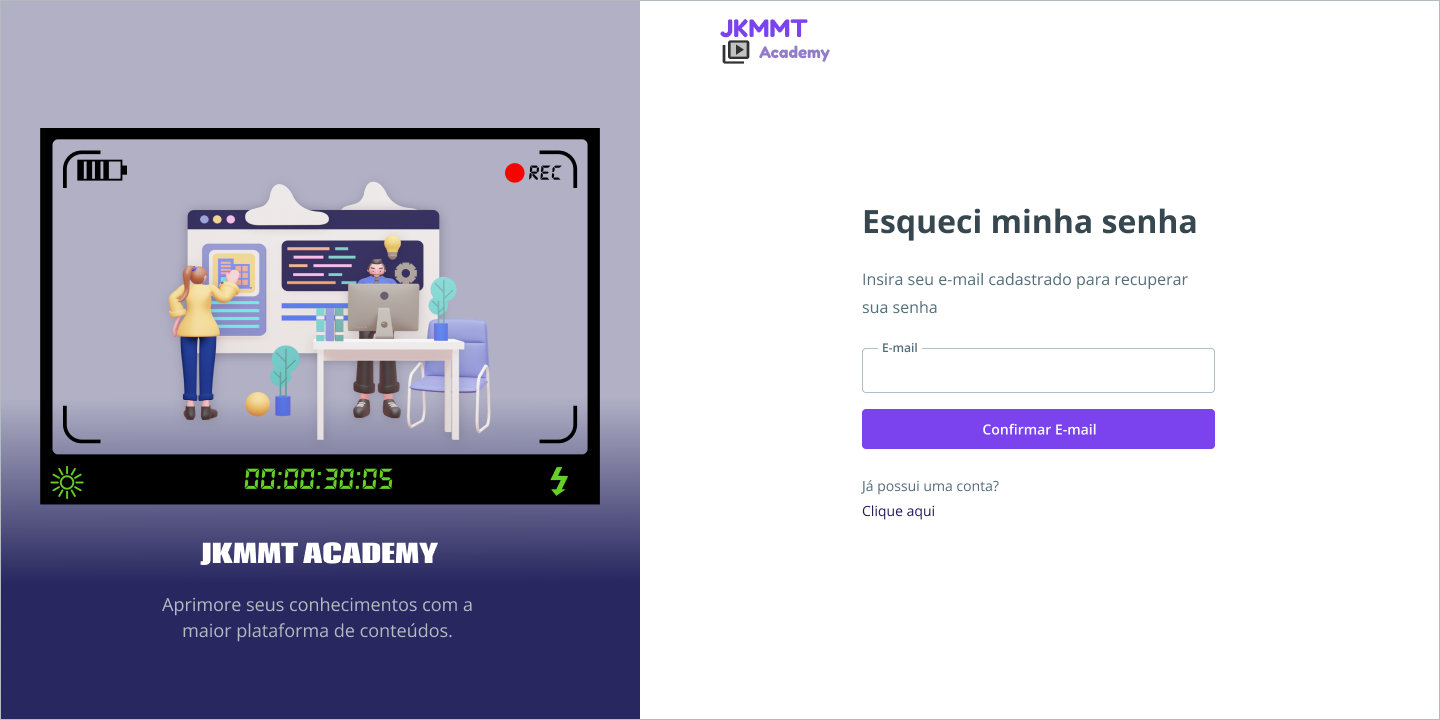 REC
00:00:30:05
JKMMT ACADEMY
Aprimore seus conhecimentos com a
maior plataforma de conteúdos.
JKMMT
Academy
Esqueci minha senha
Insira seu e-mail cadastrado para recuperar
sua senha
E-mail
Confirmar E-mail
Já possui uma conta?
Clique aqui